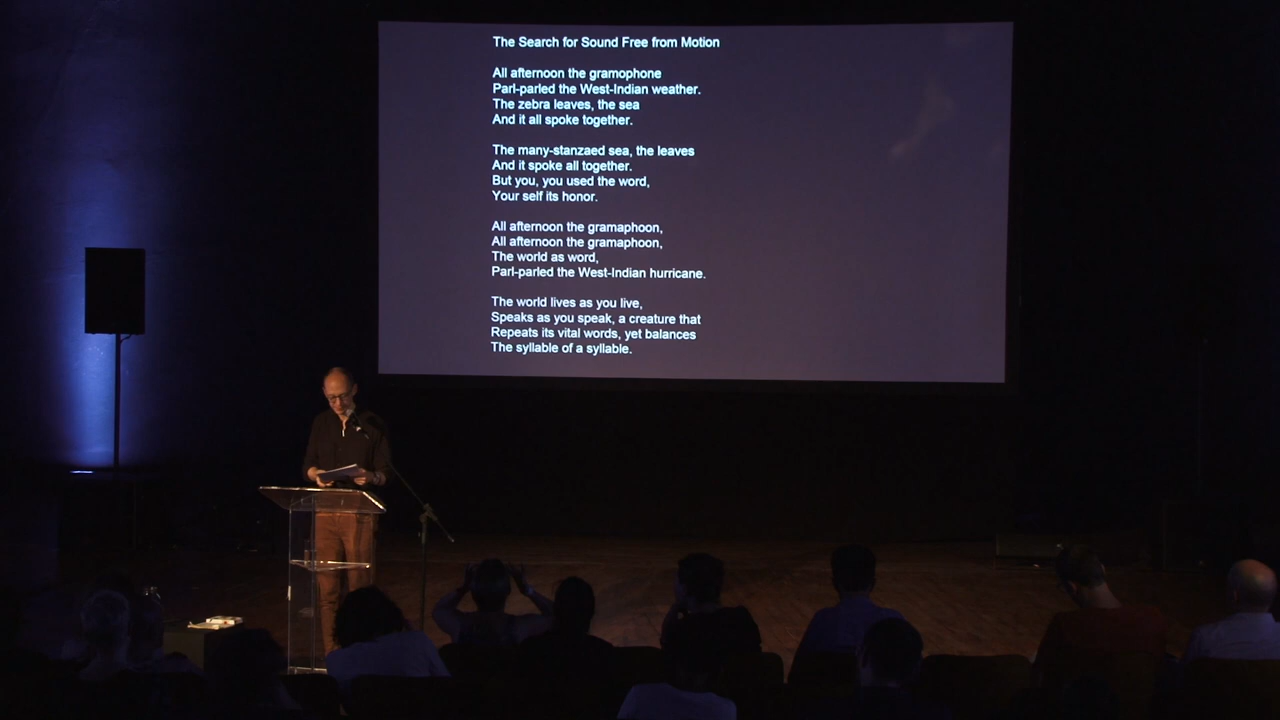 The Search for Sound Free from Motion
All afternoon the gramophone
Parl-parled the West-Indian weather.
The zebra leaves, the sea
And it all spoke together.
The many-stanzaed sea, the leaves
And it spoke all together.
But you, you used the word,
Your self its honor.
All afternoon the gramaphoon,
All afternoon the gramaphoon,
The world as word,
Parl-parled the West-Indian hurricane.
The world lives as you live,
Speaks as you speak, a creature that
Repeats its vital words, yet balances
The syllable of a syllable.